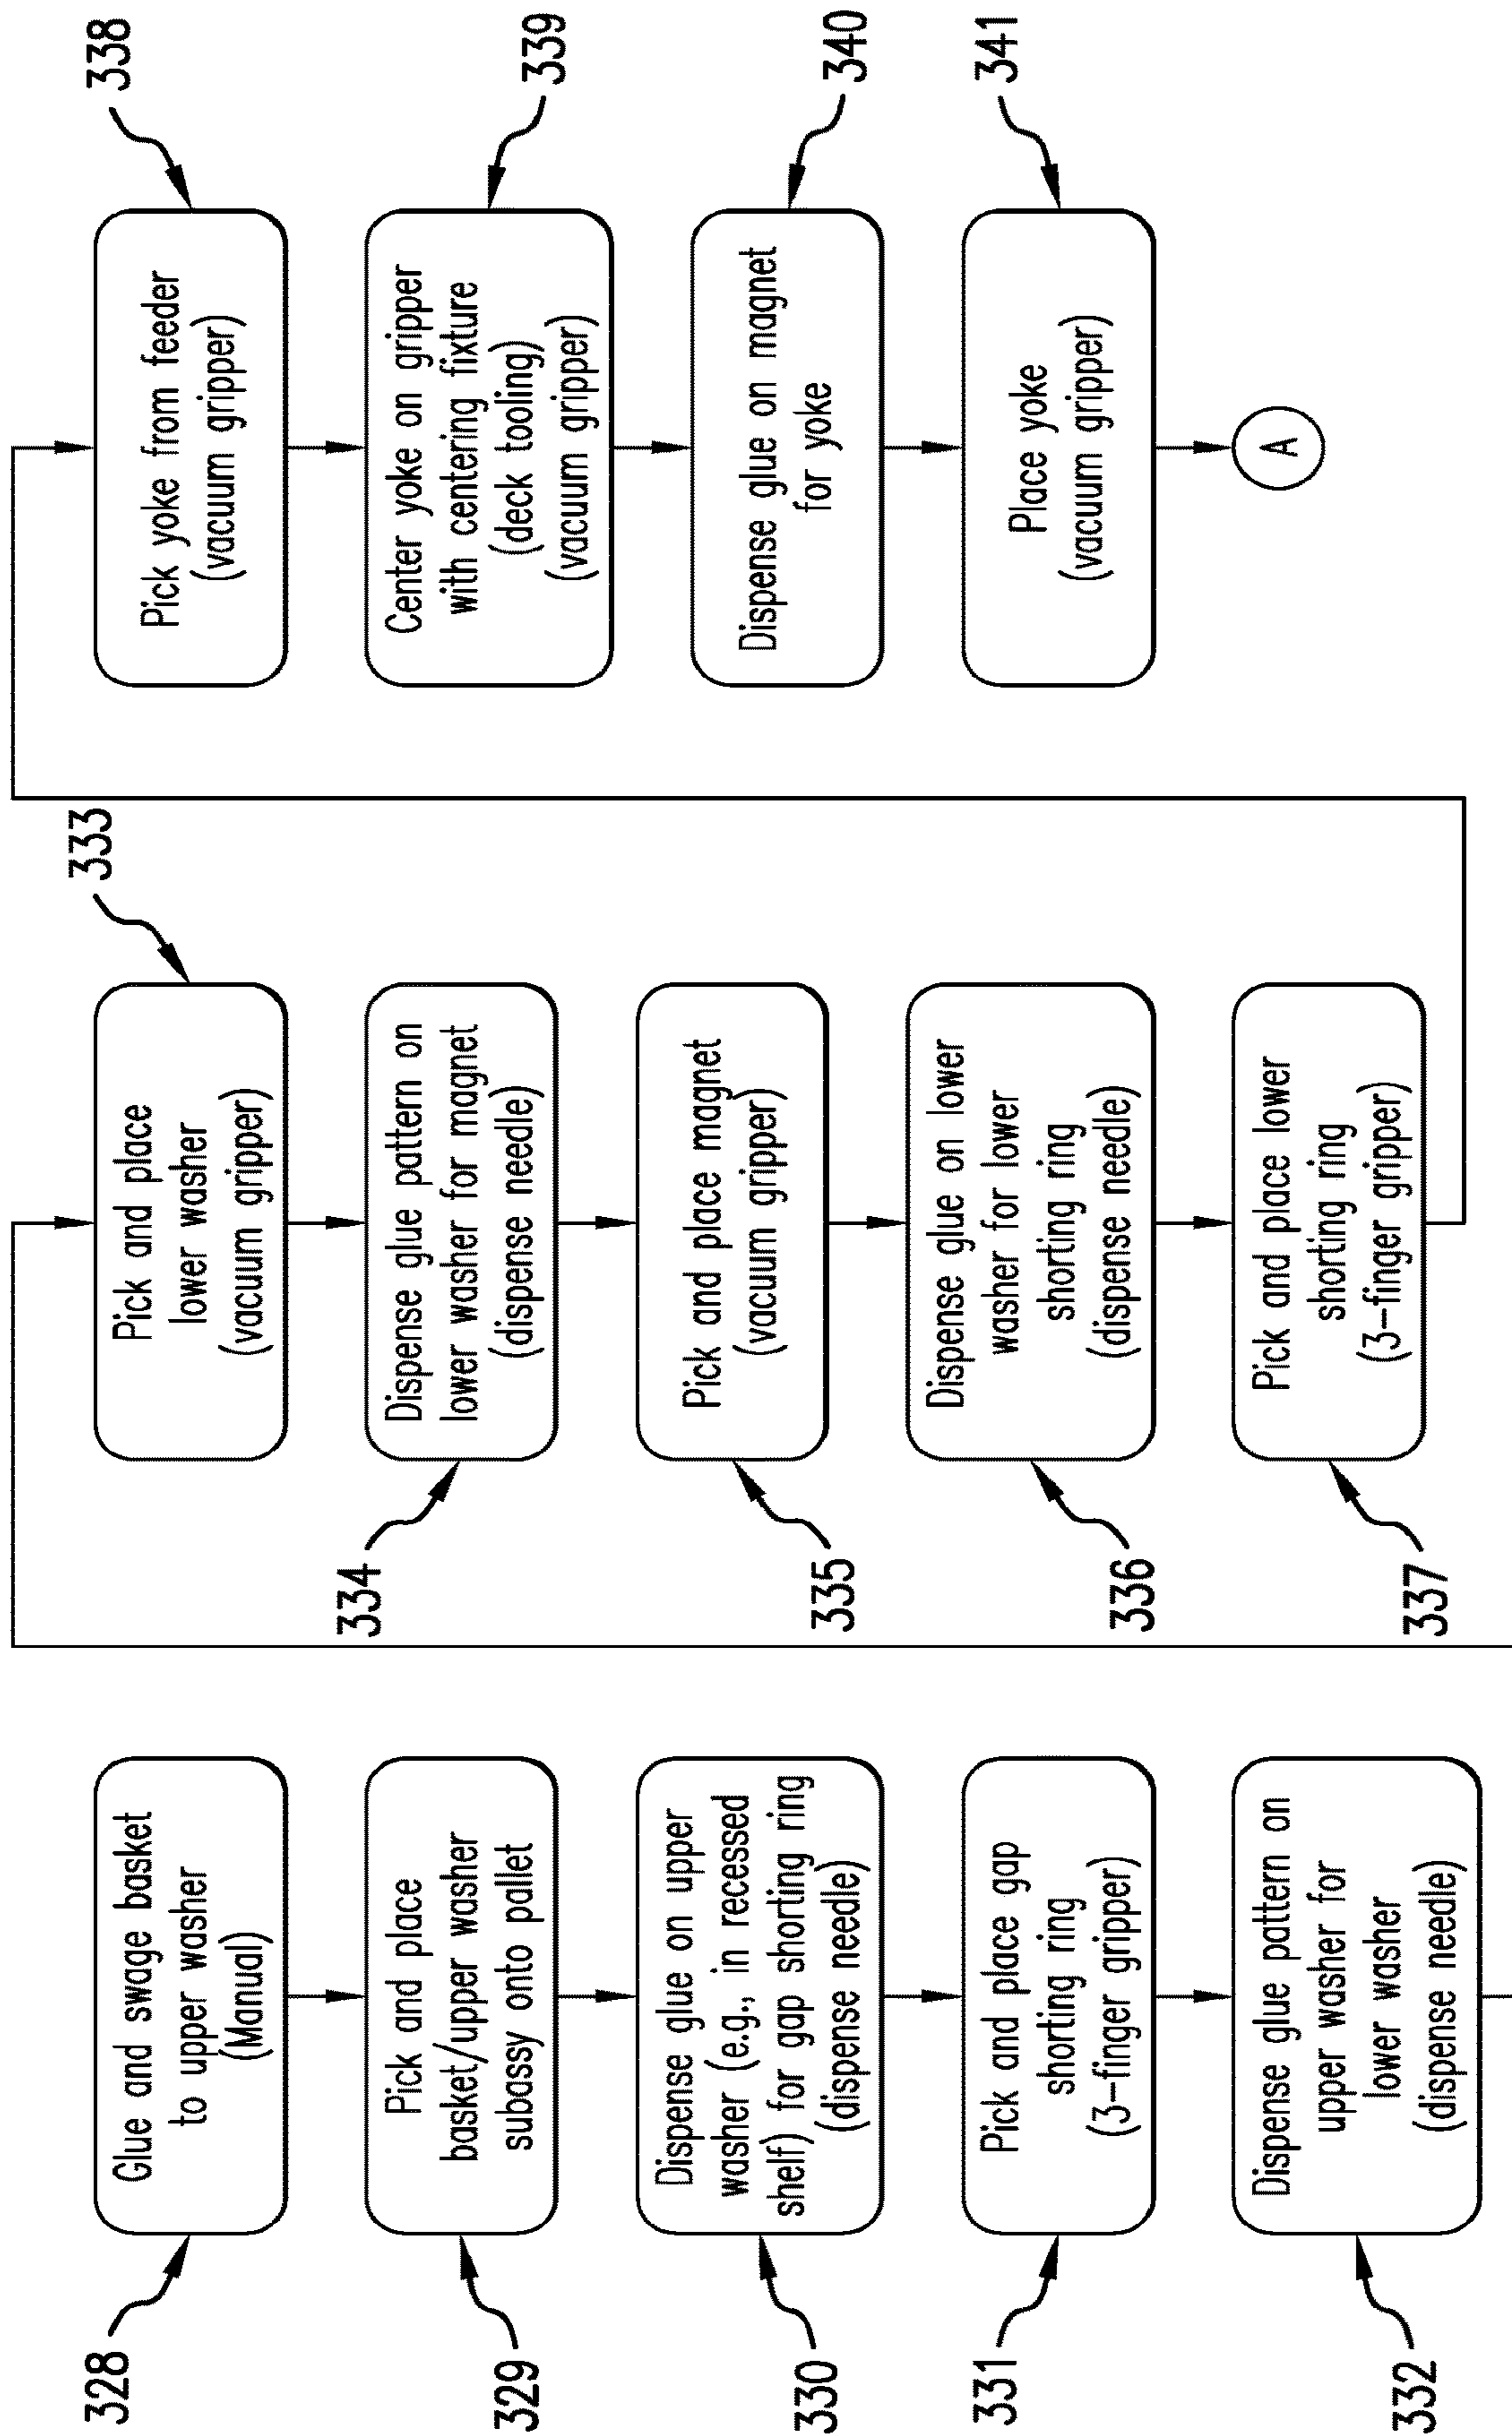 328
Glue and swage basket
to upper washer
(Manual)
329
Pick and place
basket/upper washer
subassy onto pallet
330
Dispense glue on upper
washer (e.g., in recessed
shelf) for gap shorting ring
(dispense needle)
331
Pick and place gap
shorting ring
(3-finger gripper)
332
Dispense glue pattern on
upper washer for
lower washer
(dispense needle)
333
Pick and place
lower washer
(vacuum gripper)
334
Dispense glue pattern on
lower washer for magnet
(dispense needle)
335
Pick and place magnet
(vacuum gripper)
336
Dispense glue on lower
washer for lower
shorting ring
(dispense needle)
337
Pick and place lower
shorting ring
(3-finger gripper)
338
Pick yoke from feeder
(vacuum gripper)
339
Center yoke on gripper
with centering fixture
(deck tooling)
(vacuum gripper)
340
Dispense glue on magnet
for yoke
341
Place yoke
(vacuum gripper)
A